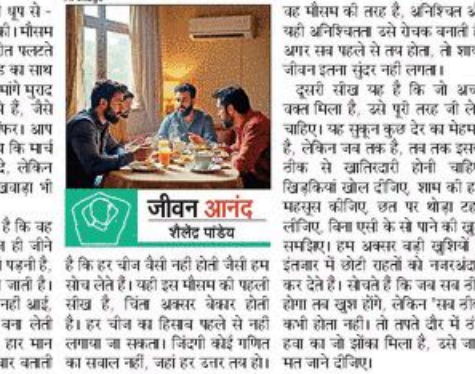 धूप से -
की। मौसम
पलटते
का साथ
मांगे मुराद
हैं, जैसे
फर। आप
कि मार्च
दे, लेकिन
खवाड़ा भी
है कि वह
ही जीने
पड़नी है,
जाती है।
नहीं आई,
बना लेती
हार मान
बार बताती
जीवन आनंद
शैलेन्द्र पांडेय
है कि हर चीज वैसी नहीं होती जैसी हम
सोच लेते हैं। यही इस मौसम की पहली
सीख है, चिंता अक्सर बेकार होती
है। हर चीज का हिसाब पहले से नहीं
लगाया जा सकता। जिंदगी कोई गणित
का सवाल नहीं, जहां हर उत्तर तय हो।
वह मौसम की तरह है, अनिश्चित
यही अनिश्चितता उसे रोचक बनाती
अगर सब पहले से तय होता, तो
जीवन इतना सुंदर नहीं लगता।
दूसरी सीख यह है कि जो
वक्त मिला है, उसे पूरी तरह जी
चाहिए। यह सुकून कुछ देर का
है, लेकिन जब तक है, तब तक
ठीक से खातिरदारी होनी
खिड़कियां खोल दीजिए, शाम की
महसूस कीजिए, छत पर थोड़ा
लीजिए, बिना एसी के सो पाने की
समझिए। हम अक्सर बड़ी खुशियों
इंतजार में छोटी राहतों को
कर देते हैं। सोचते हैं कि जब सब
होगा तब खुश होंगे, लेकिन 'सब
कभी होता नहीं। तो तपते दौर में
हवा का जो झोंका मिला है, उसे
मत जाने दीजिए।